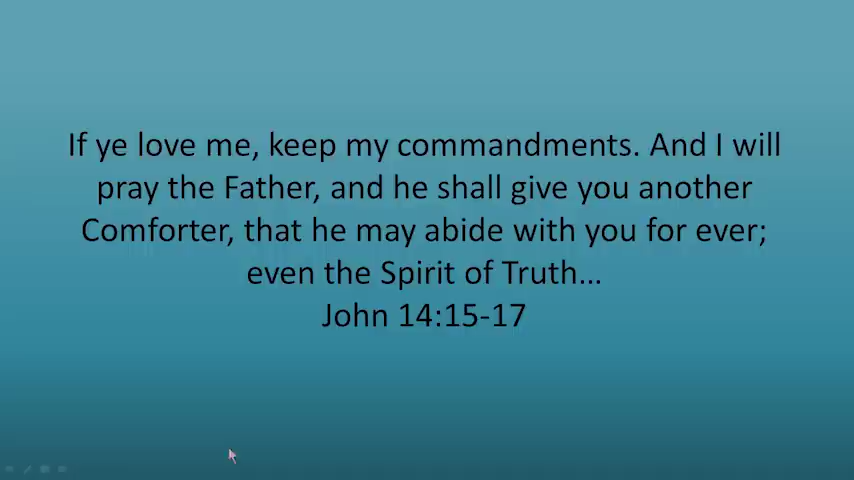 If ye love me, keep my commandments. And I will
pray the Father, and he shall give you another
Comforter, that he may abide with you for ever;
even the Spirit of Truth...
John 14:15-17